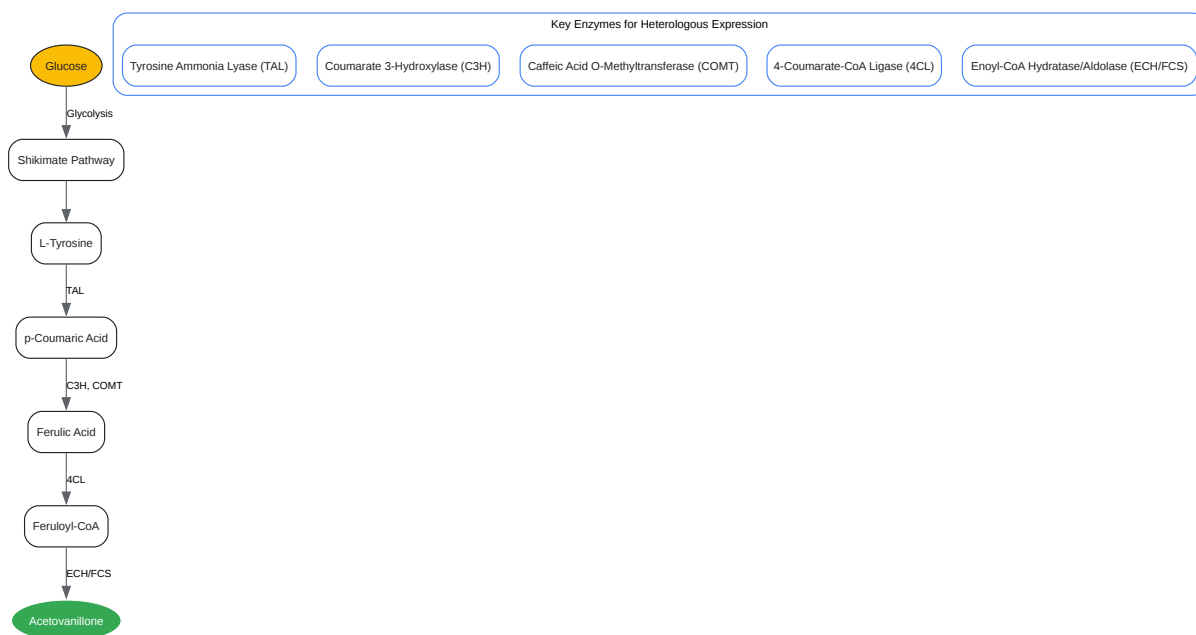 Key Enzymes for Heterologous Expression
Glucose
Tyrosine Ammonia Lyase (TAL)
Coumarate 3-Hydroxylase (C3H)
Caffeic Acid O-Methyltransferase (COMT)
4-Coumarate-CoA Ligase (4CL)
Enoyl-CoA Hydratase/Aldolase (ECH/FCS)
Glycolysis
Shikimate Pathway
L-Tyrosine
TAL
p-Coumaric Acid
C3H, COMT
Ferulic Acid
4CL
Feruloyl-CoA
ECH/FCS
Acetovanillone